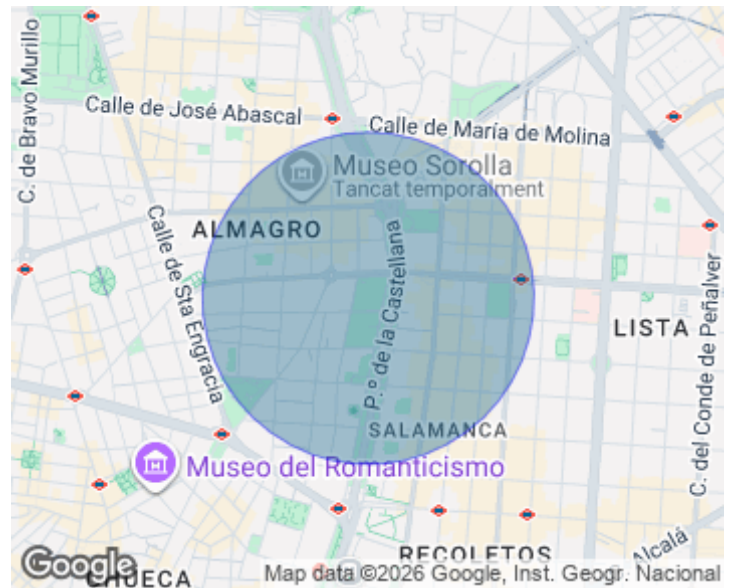 C. de Bravo Murillo
Calle de José Abascal
Calle de María de Molina
Museo Sorolla
Tancat temporalment
ALMAGRO
Calle de Sta Engracia
P.º de la Castellana
LISTA
C. del Conde de Peñalver
SALAMANCA
Museo del Romanticismo
RECOLETOS
Alcalá
Google
CHUECA
Map data ©2026 Google, Inst. Geogr. Nacional